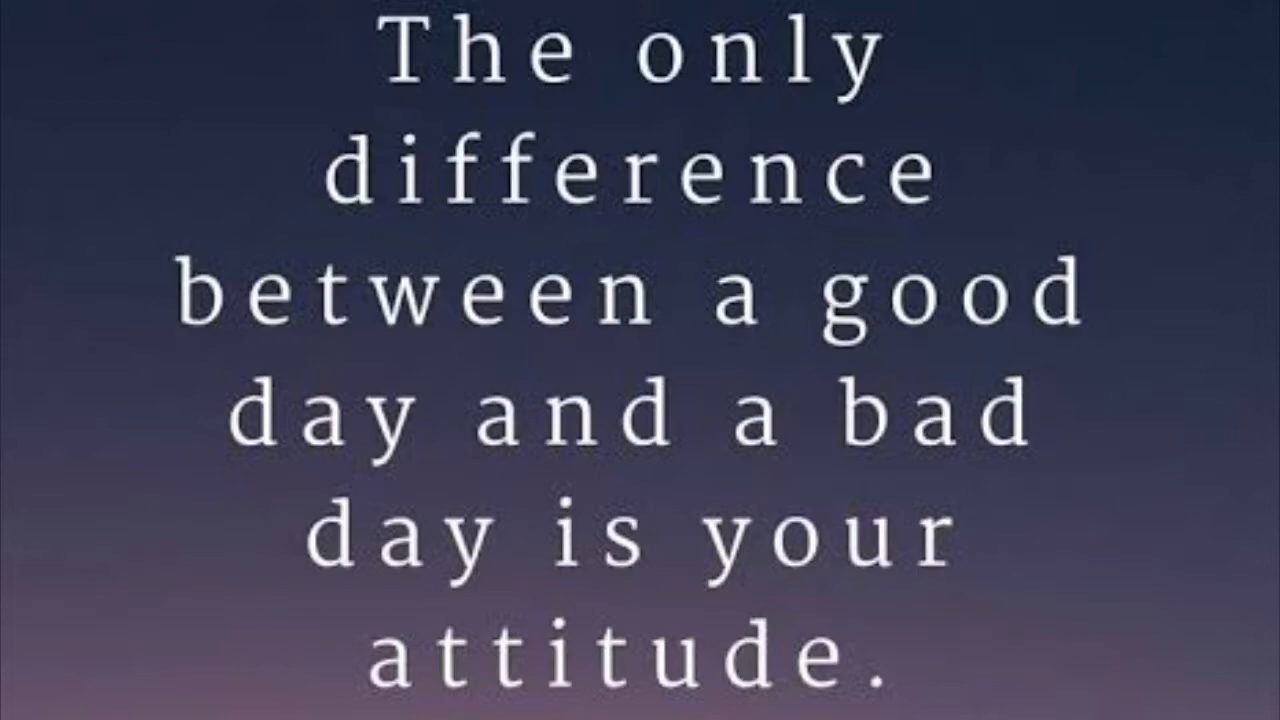 The only
difference
between a good
day and a bad
day is your
attitude.